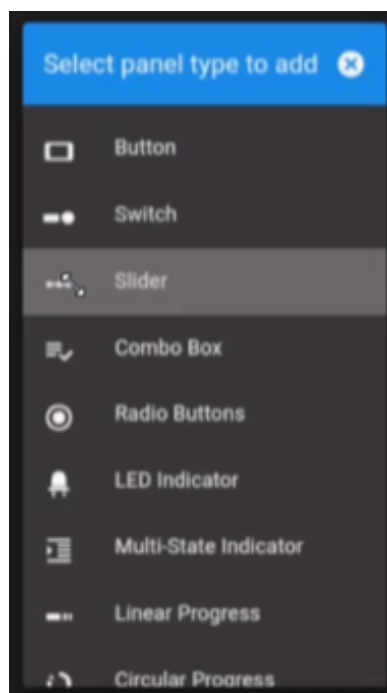 Select panel type to add
Button
Switch
Slider
Combo Box
Radio Buttons
LED Indicator
Multi-State Indicator
Linear Progress
Circular Progress